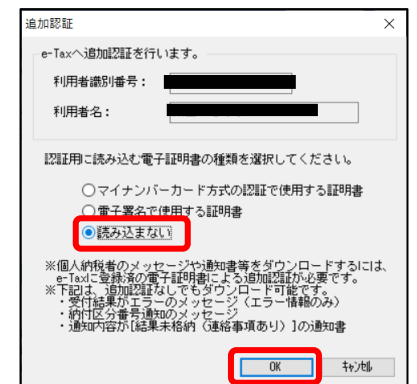 追加認証
e-Taxへ追加認証を行います。
利用者識別番号：
利用者名：
認証用に読み込む電子証明書の種類を選択してください。
マイナンバーカード方式の認証で使用する証明書
電子署名で使用する証明書
読み込まない
※個人納税者のメッセージや通知書等をダウンロードするには、
e-Taxに登録済の電子証明書による追加認証が必要です。
※下記は、追加認証なしでもダウンロード可能です。
・受付結果がエラーのメッセージ（エラー情報のみ）
・納付区分番号通知のメッセージ
・通知内容が[結果未格納（連絡事項あり）]の通知書
OK ｷｬﾝｾﾙ